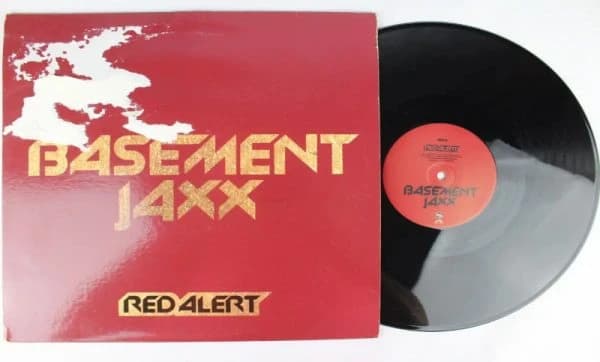 BASEMENT
JAXX
RED ALERT
RED ALERT
BASEMENT
JAXX